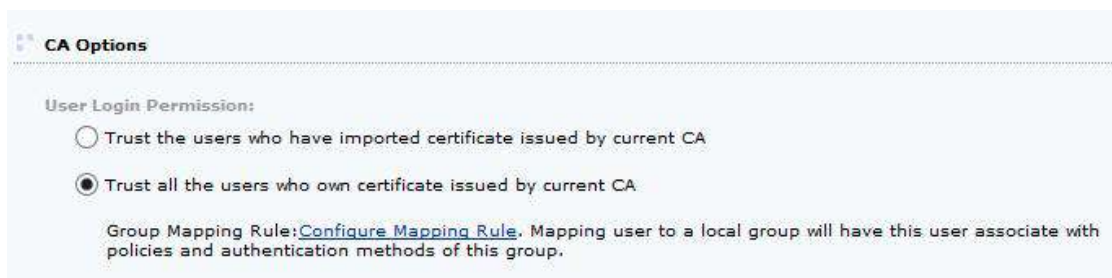 CA Options
User Login Permission:
Trust the users who have imported certificate issued by current CA
Trust all the users who own certificate issued by current CA
Group Mapping Rule:Configure Mapping Rule. Mapping user to a local group will have this user associate with
policies and authentication methods of this group.